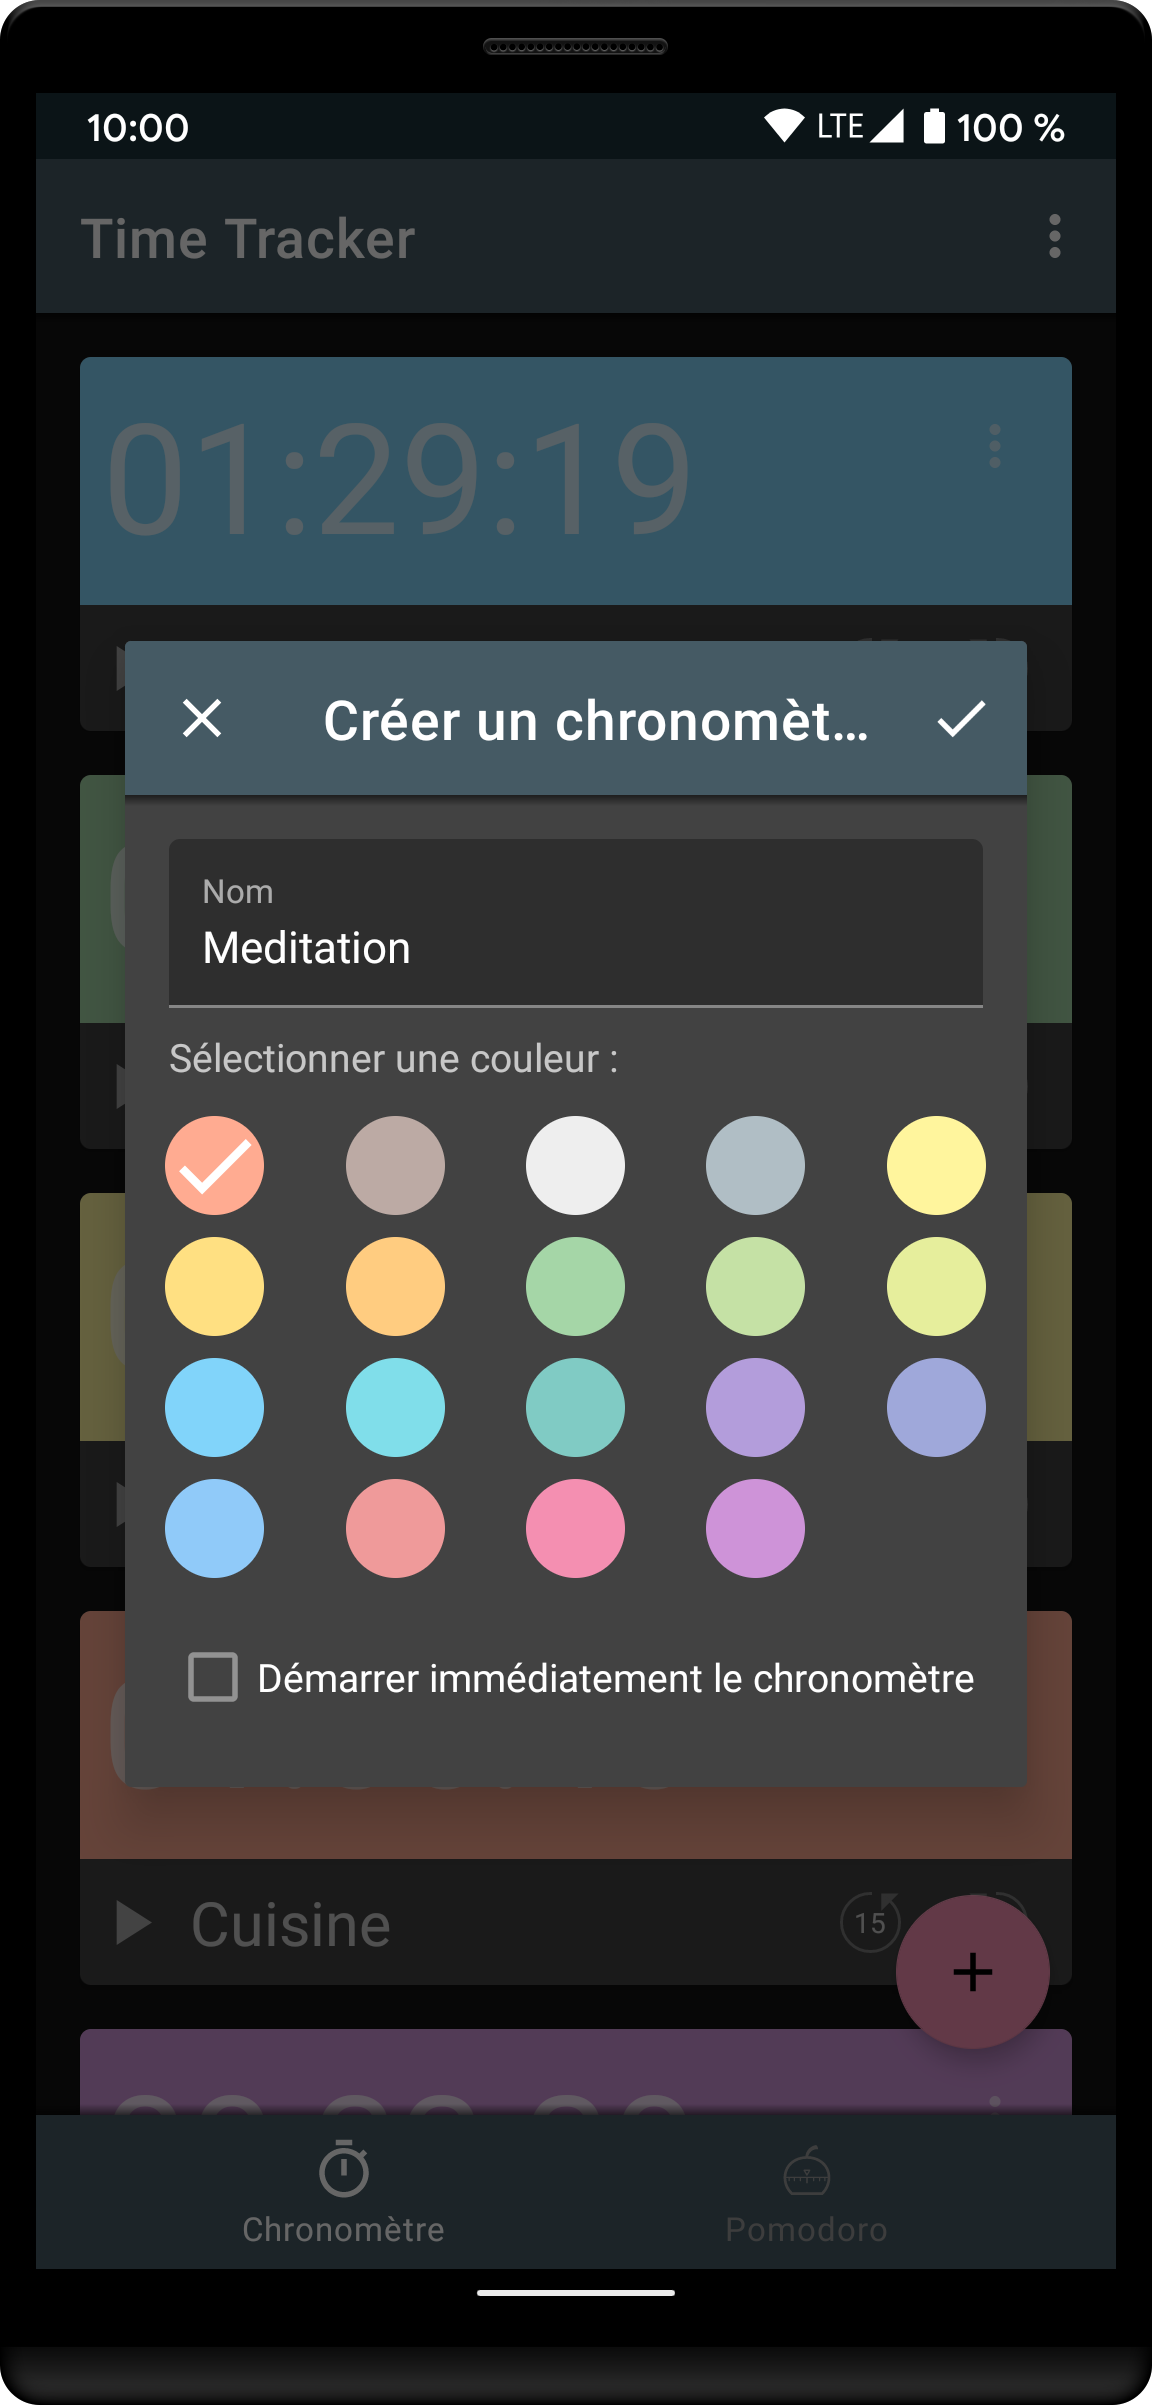 10:00 LTE 100 %
Time Tracker
01:29:19
Créer un chronomèt…
Nom
Meditation
Sélectionner une couleur :
Démarrer immédiatement le chronomètre
Cuisine 15
Chronomètre Pomodoro